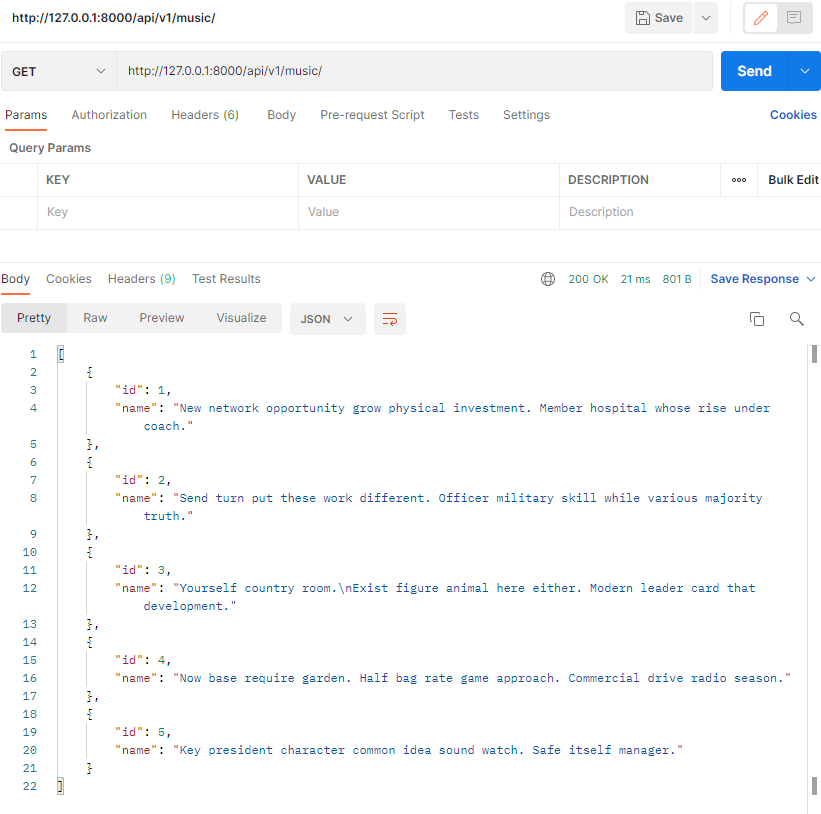 http://127.0.0.1:8000/api/v1/music/
Save
GET
http://127.0.0.1:8000/api/v1/music/
Send
Params Authorization Headers (6) Body Pre-request Script Tests Settings Cookies
Query Params
KEY VALUE DESCRIPTION ooo Bulk Edit
Key Value Description
Body Cookies Headers (9) Test Results 200 OK 21 ms 801 B Save Response
Pretty Raw Preview Visualize JSON
1 [
2 {
3 "id": 1,
4 "name": "New network opportunity grow physical investment. Member hospital whose rise under
coach."
5 },
6 {
7 "id": 2,
8 "name": "Send turn put these work different. Officer military skill while various majority
truth."
9 },
10 {
11 "id": 3,
12 "name": "Yourself country room.\nExist figure animal here either. Modern leader card that
development."
13 },
14 {
15 "id": 4,
16 "name": "Now base require garden. Half bag rate game approach. Commercial drive radio season."
17 },
18 {
19 "id": 5,
20 "name": "Key president character common idea sound watch. Safe itself manager."
21 }
22 ]